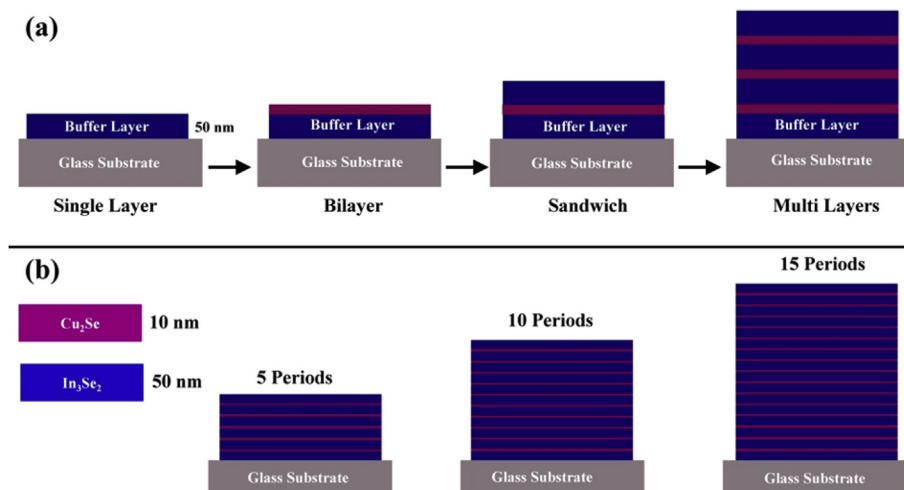 (a)
Buffer Layer
50 nm
Glass Substrate
Single Layer
Buffer Layer
Glass Substrate
Bilayer
Buffer Layer
Glass Substrate
Sandwich
Buffer Layer
Glass Substrate
Multi Layers
(b)
Cu₂Se
10 nm
In₃Se₂
50 nm
5 Periods
Glass Substrate
10 Periods
Glass Substrate
15 Periods
Glass Substrate